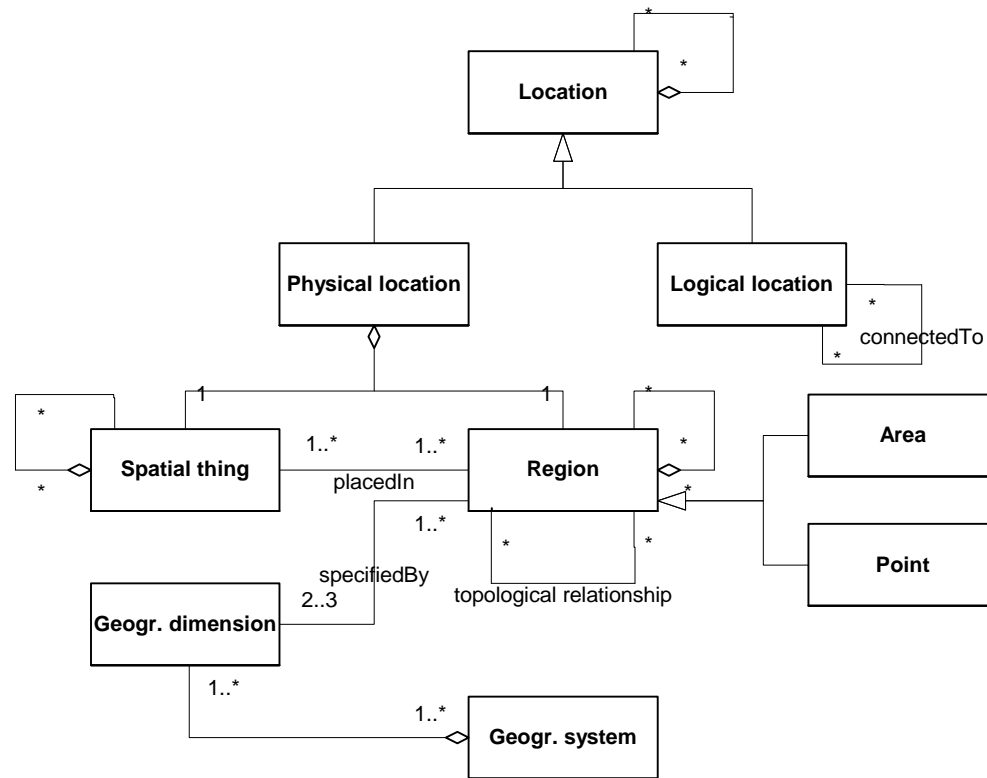 *
*
Location
Physical location
Logical location
*
*
connectedTo
1
1
*
*
*
*
Spatial thing
1..*
1..*
placedIn
Region
*
Area
1..*
*
*
specifiedBy
topological relationship
2..3
Point
Geogr. dimension
1..*
1..*
Geogr. system